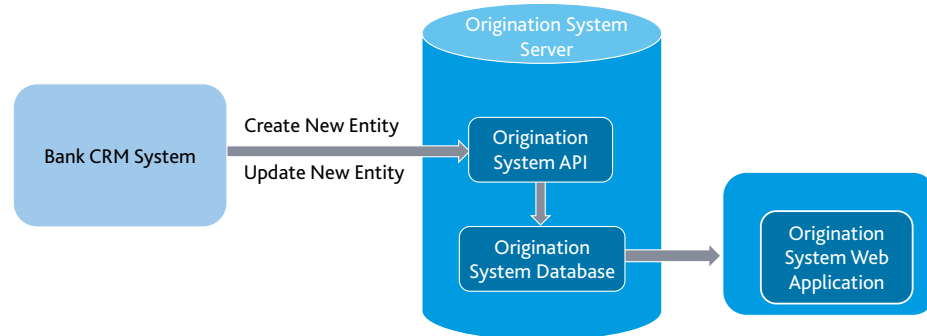 Origination System
Server
Bank CRM System
Create New Entity
Update New Entity
Origination
System API
Origination
System Database
Origination
System Web
Application